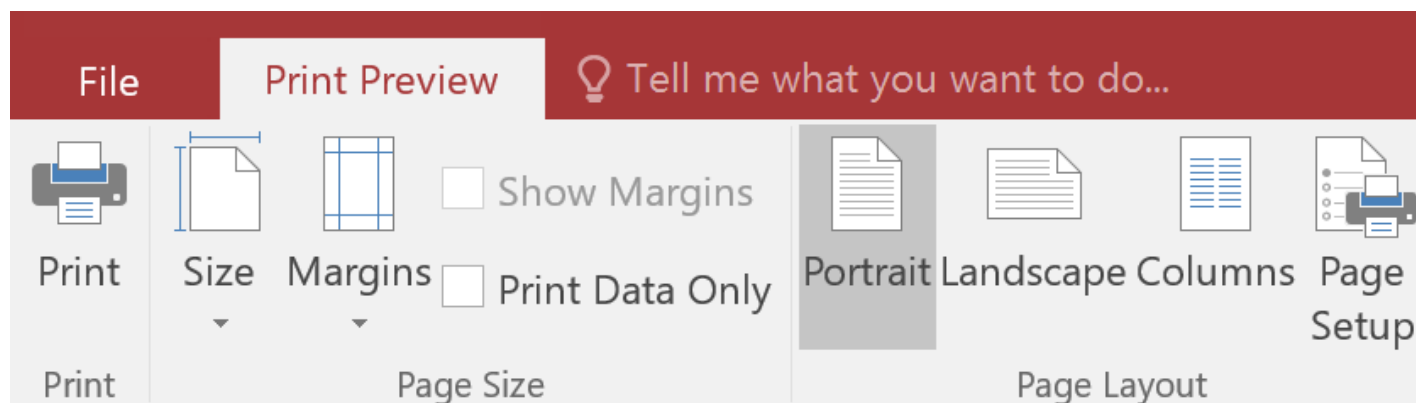 File
Print Preview
Tell me what you want to do...
Print
Size
Margins
Show Margins
Print Data Only
Portrait
Landscape
Columns
Page
Setup
Print
Page Size
Page Layout